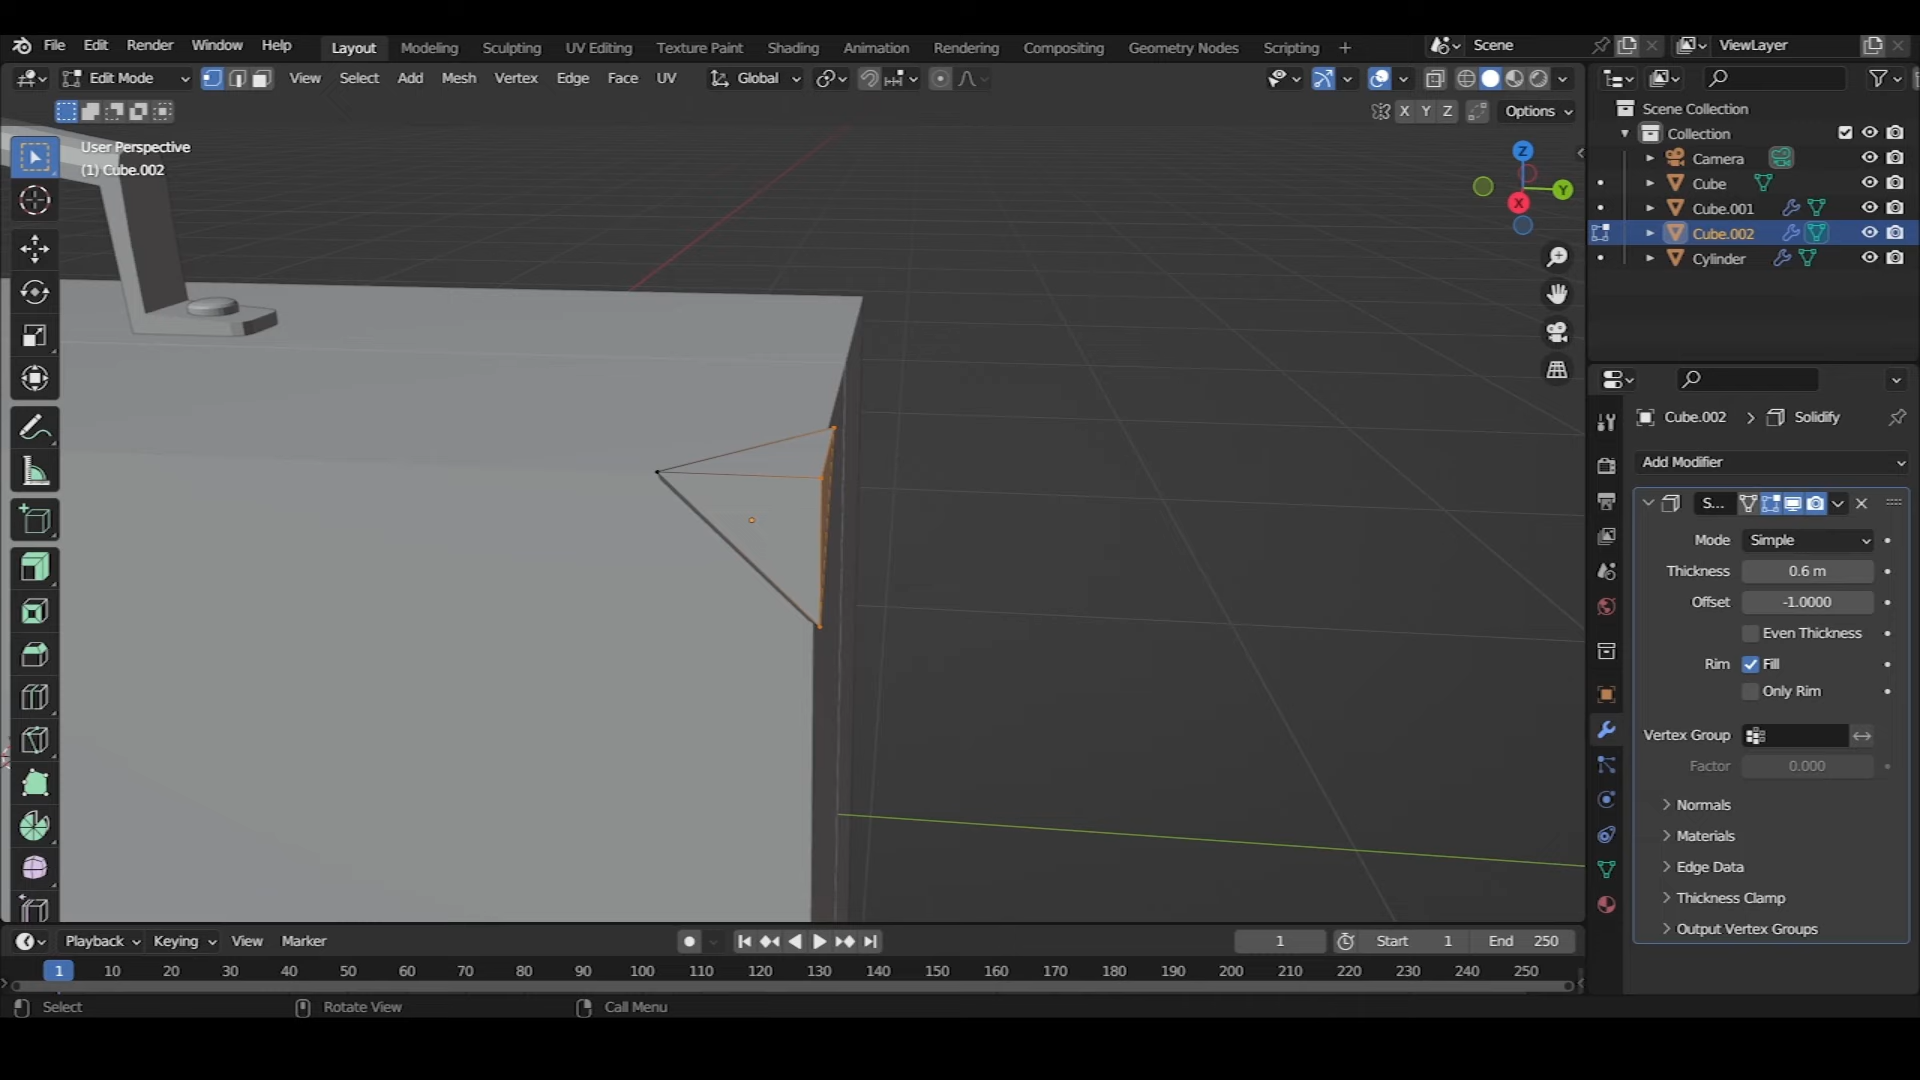 File Edit Render Window Help Layout Modeling Sculpting UV Editing Texture Paint Shading Animation Rendering Compositing Geometry Nodes Scripting + Scene ViewLayer
Edit Mode View Select Add Mesh Vertex Edge Face UV Global
X Y Z Options
User Perspective
(1) Cube.002
Z
Y
X
Scene Collection
Collection
Camera
Cube
Cube.001
Cube.002
Cylinder
Cube.002 > Solidify
Add Modifier
S...
Mode Simple
Thickness 0.6 m
Offset -1.0000
Even Thickness
Rim Fill
Only Rim
Vertex Group
Factor 0.000
Normals
Materials
Edge Data
Thickness Clamp
Output Vertex Groups
Playback Keying View Marker 1 Start 1 End 250
1 10 20 30 40 50 60 70 80 90 100 110 120 130 140 150 160 170 180 190 200 210 220 230 240 250
Select Rotate View Call Menu